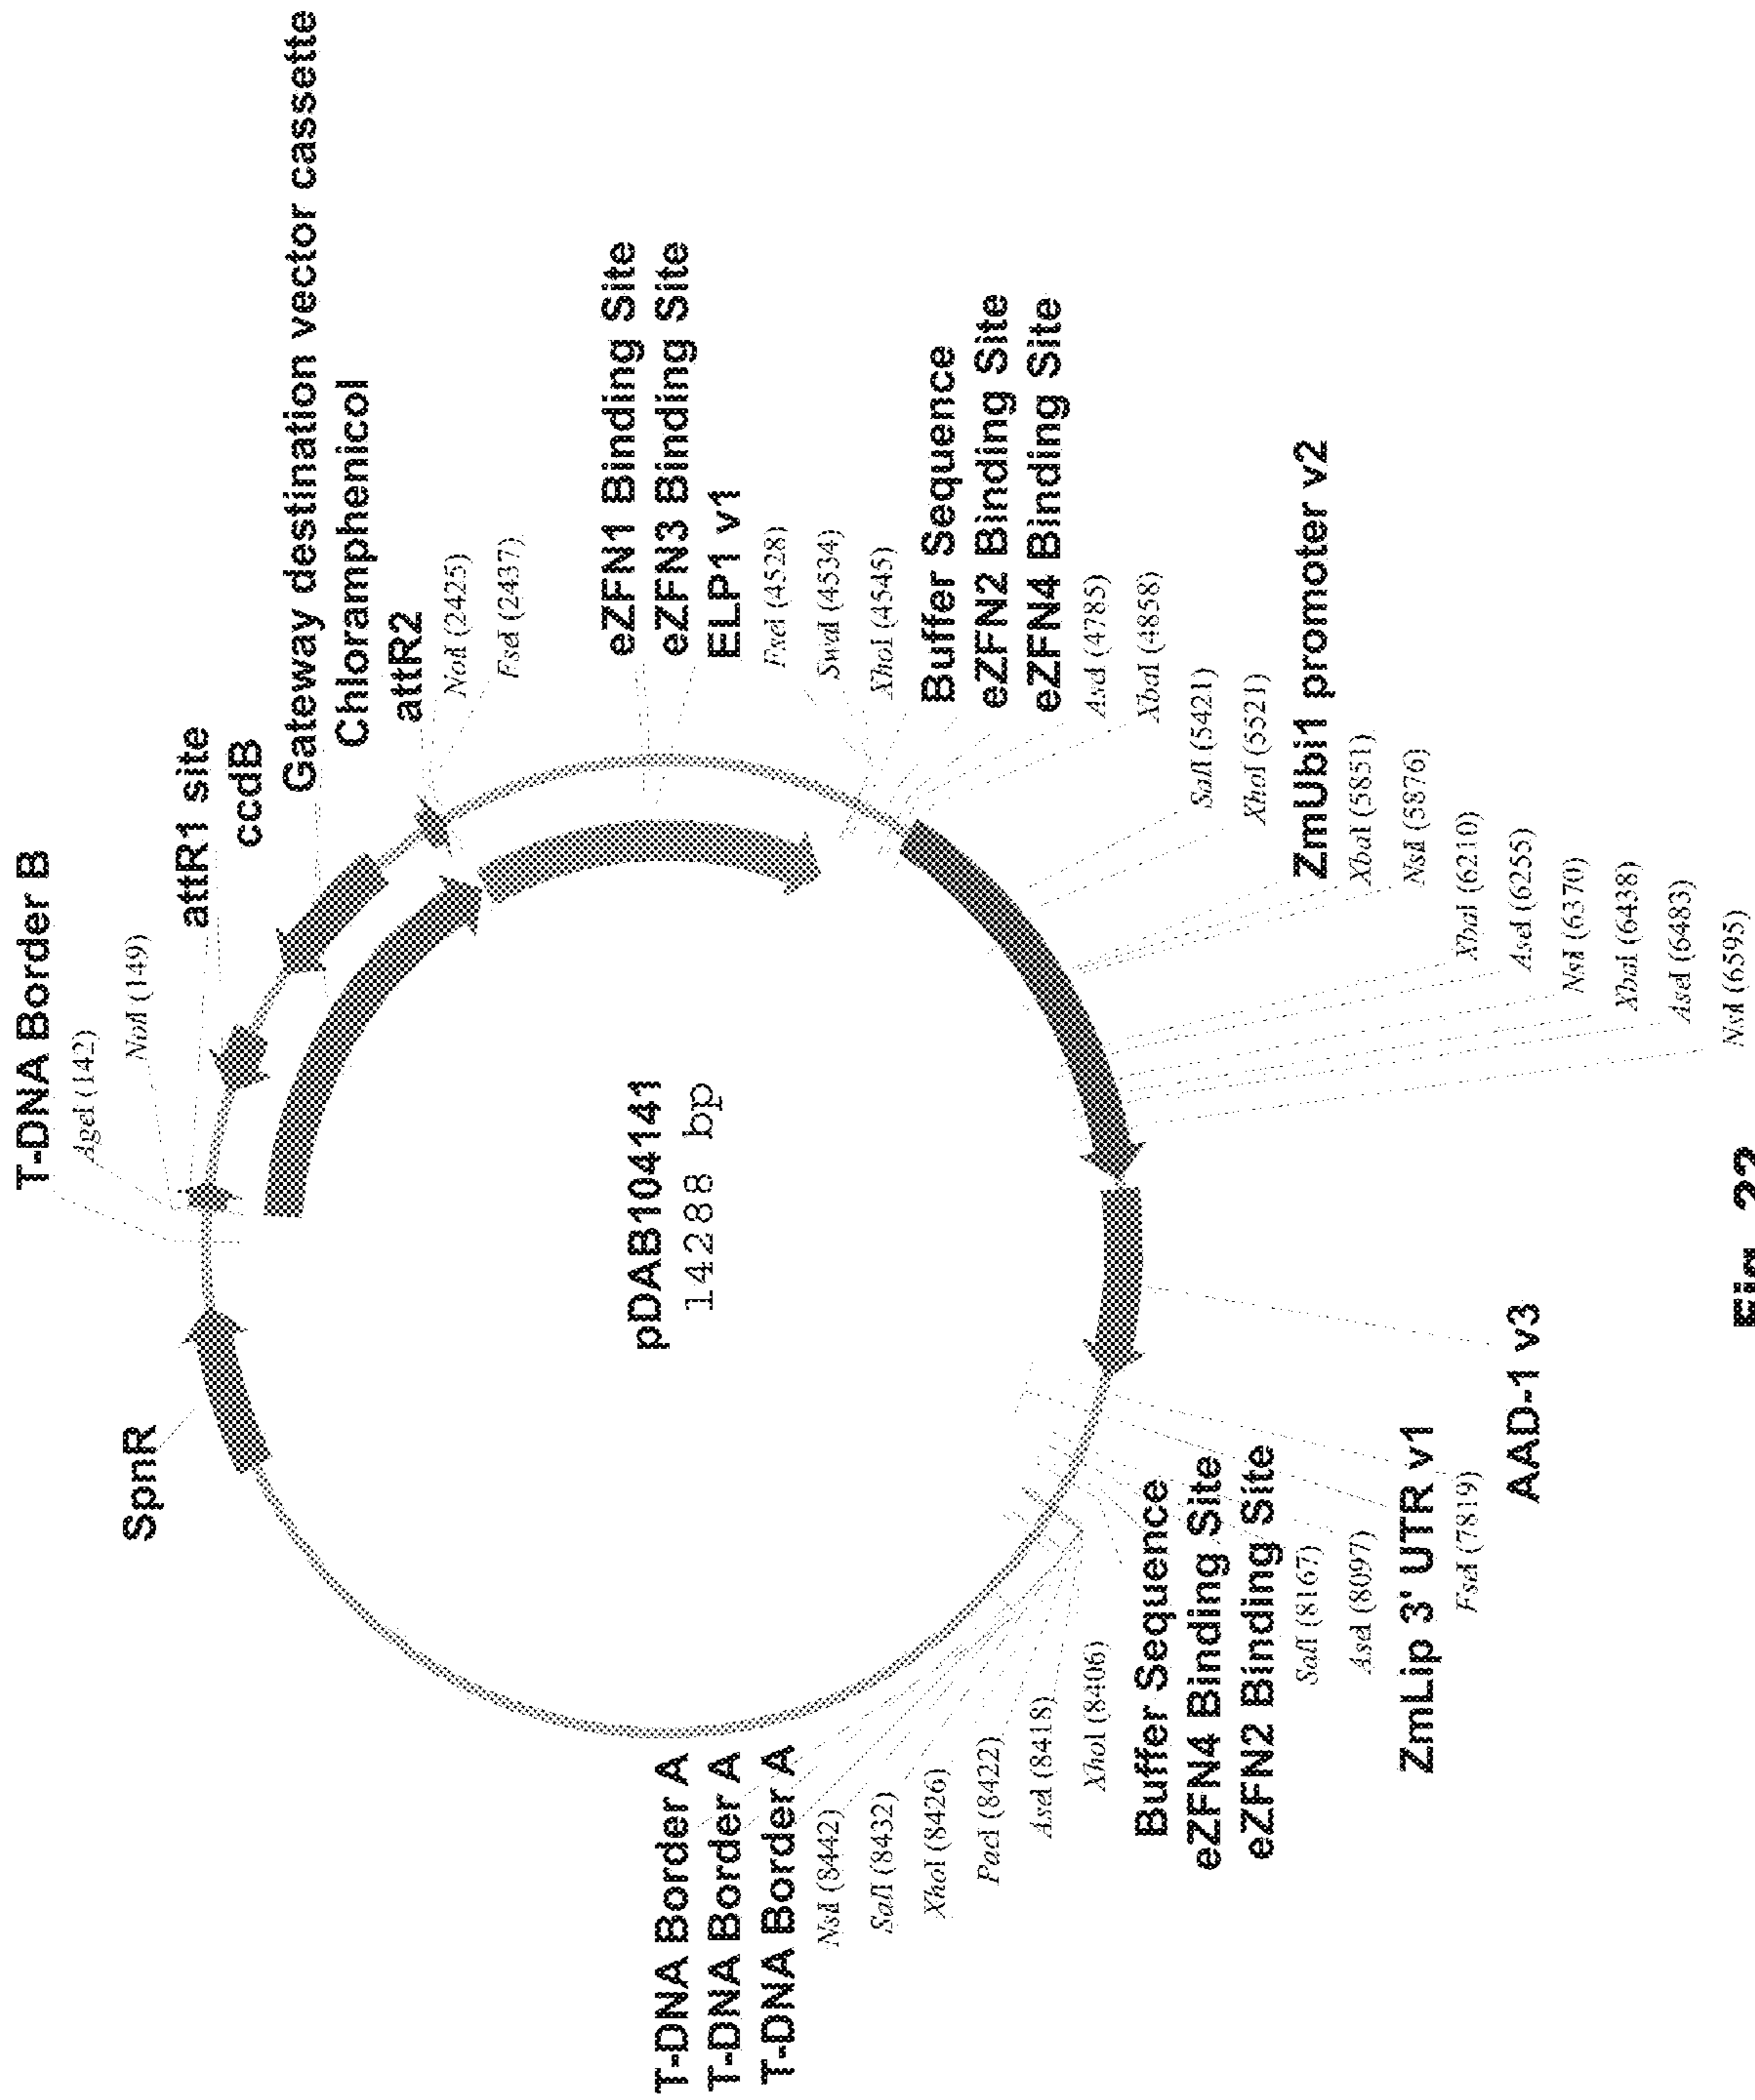 T-DNA Border B
AgeI (142)
NotI (149)
attR1 site
ccdB
Gateway destination vector cassette
Chloramphenicol
attR2
NotI (2425)
FseI (2437)
eZFN1 Binding Site
eZFN3 Binding Site
ELP1 v1
FseI (4528)
SwaI (4534)
XhoI (4545)
Buffer Sequence
eZFN2 Binding Site
eZFN4 Binding Site
AseI (4785)
XbaI (4858)
SalI (5421)
XhoI (5521)
ZmUbi1 promoter v2
XbaI (5851)
NsiI (5876)
XbaI (6210)
AseI (6255)
NsiI (6370)
XbaI (6438)
AseI (6483)
NsiI (6595)
AAD-1 v3
FseI (7819)
ZmLip 3' UTR v1
AseI (8097)
SalI (8167)
eZFN2 Binding Site
eZFN4 Binding Site
Buffer Sequence
XhoI (8406)
AseI (8418)
PacI (8422)
XhoI (8426)
SalI (8432)
NsiI (8442)
T-DNA Border A
T-DNA Border A
T-DNA Border A
SpnR
pDAB104141
14288 bp
Fig. 22